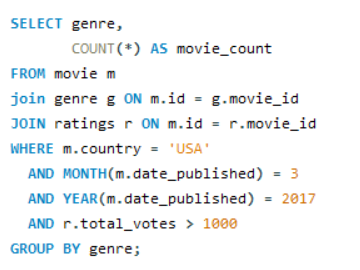 SELECT genre,
COUNT(*) AS movie_count
FROM movie m
join genre g ON m.id = g.movie_id
JOIN ratings r ON m.id = r.movie_id
WHERE m.country = 'USA'
AND MONTH(m.date_published) = 3
AND YEAR(m.date_published) = 2017
AND r.total_votes > 1000
GROUP BY genre;